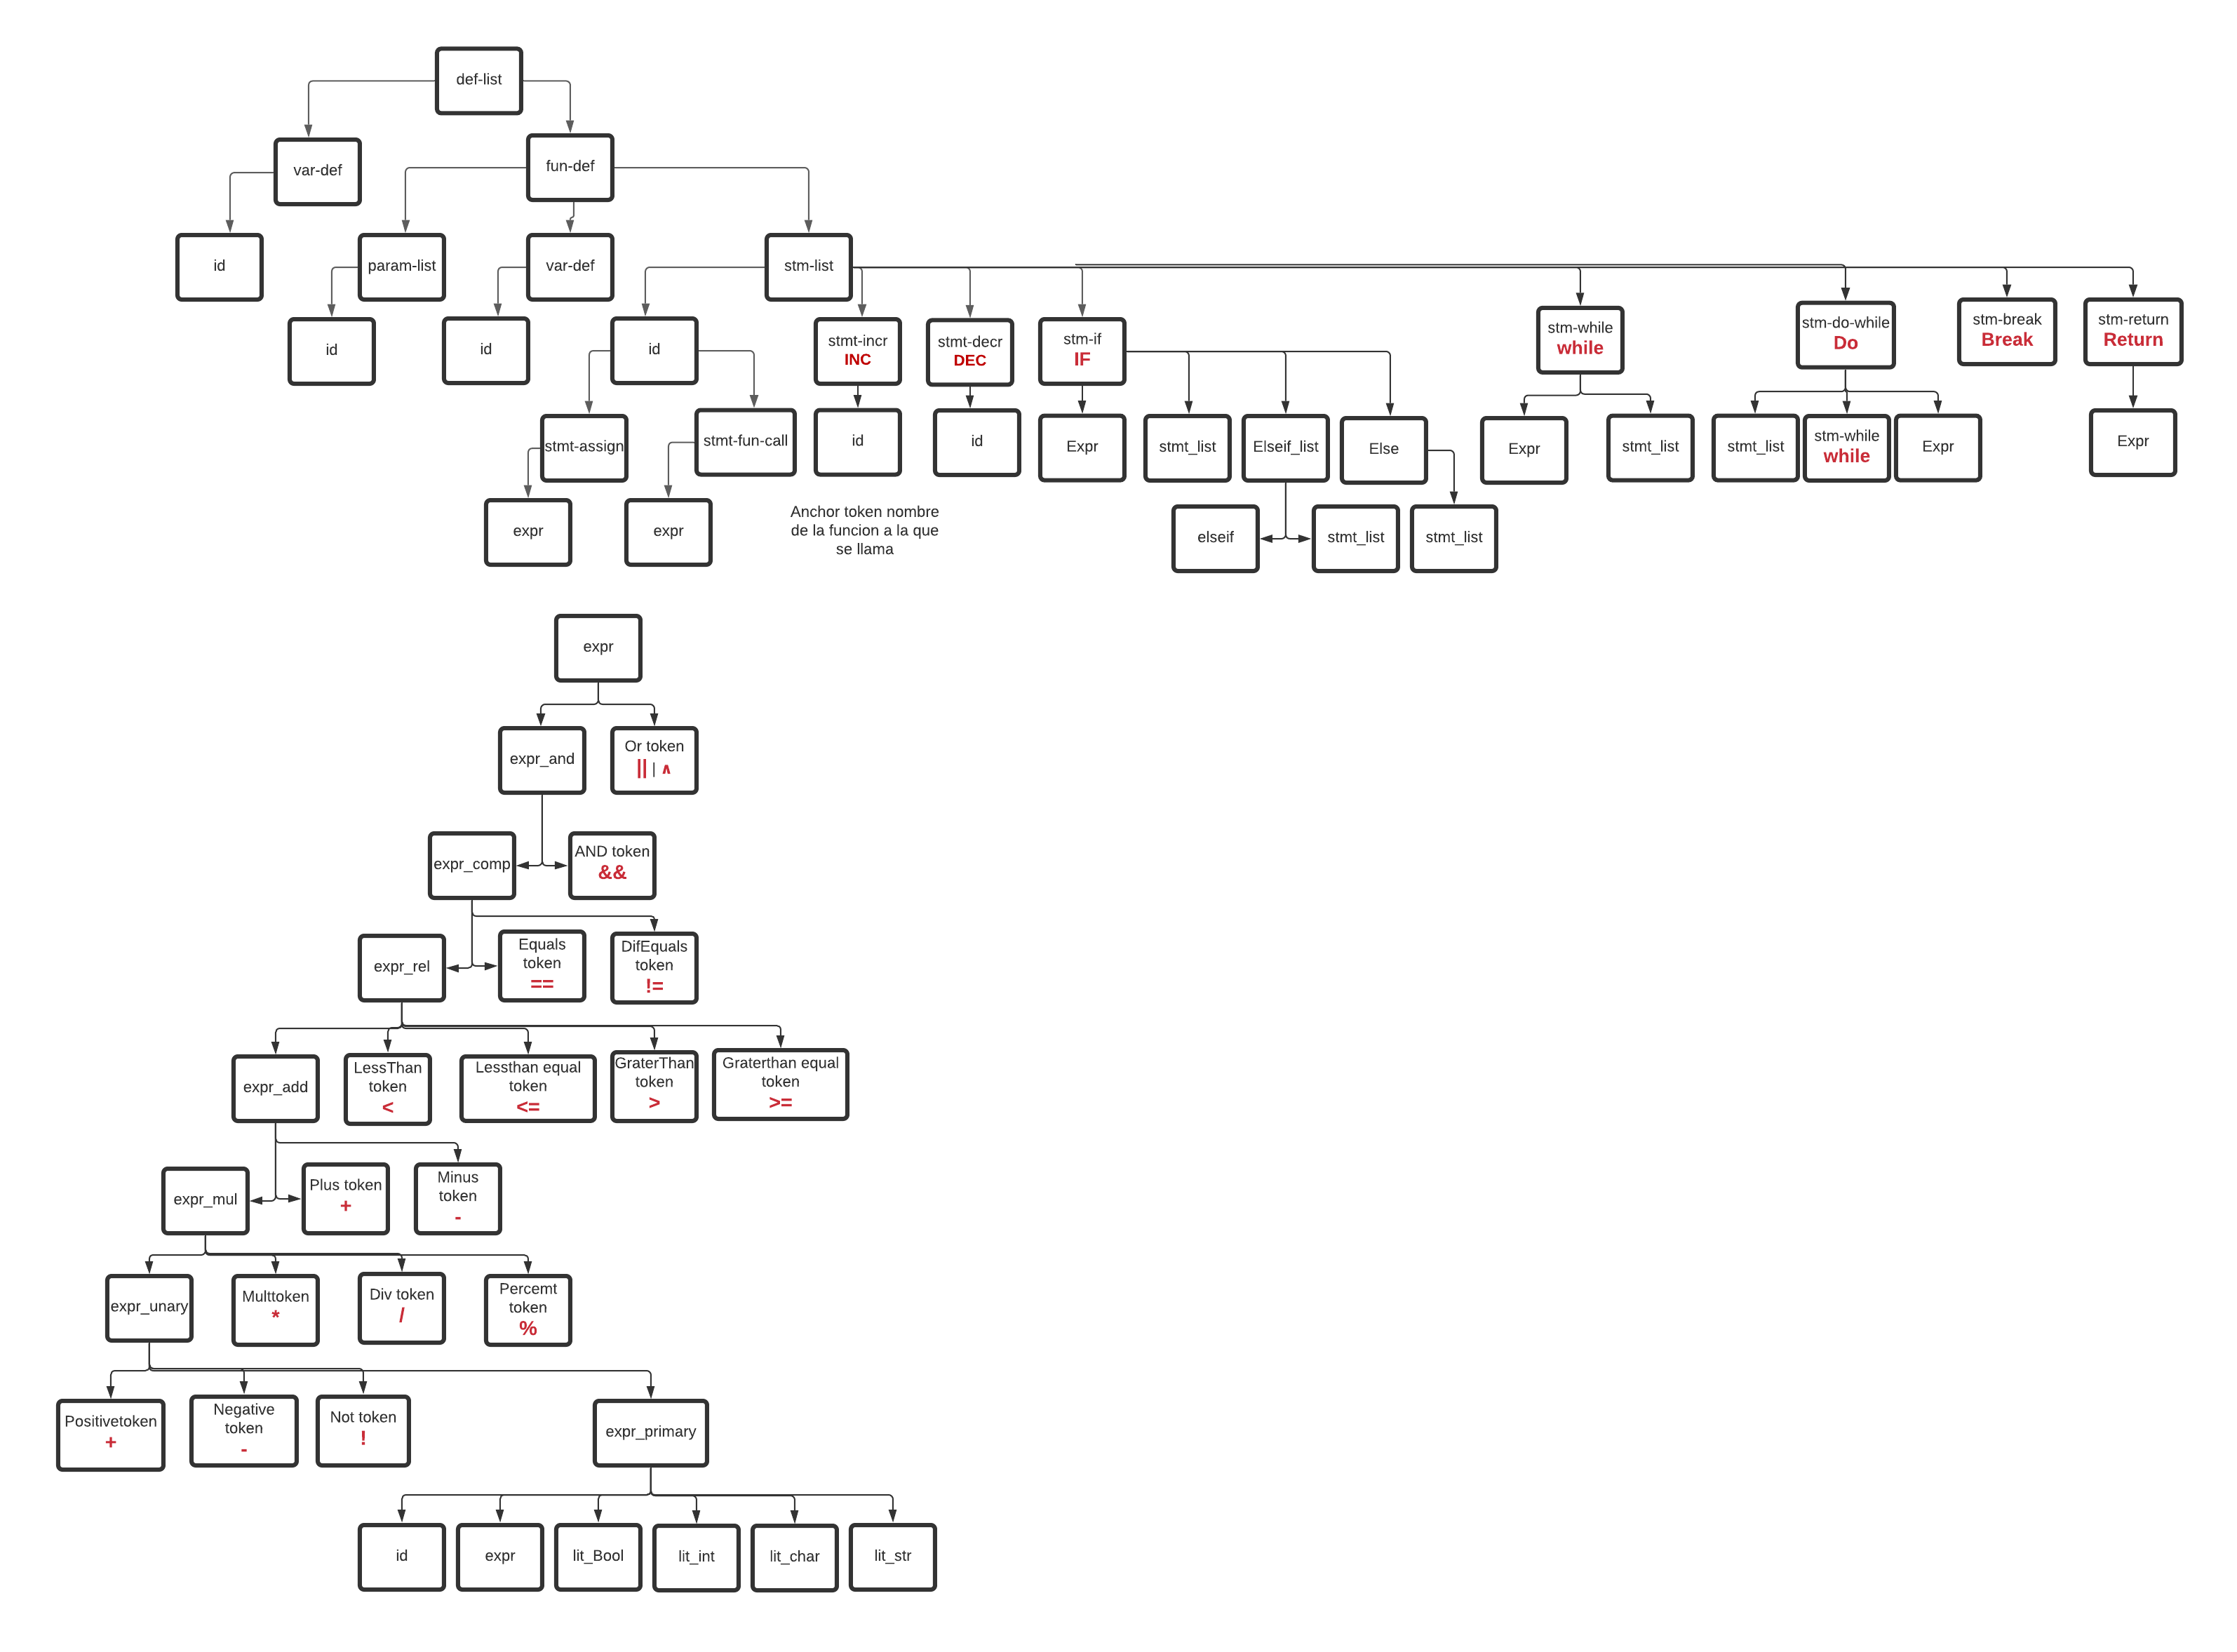 def-list
var-def
fun-def
id
param-list
var-def
stm-list
id
id
id
stmt-incr
INC
stmt-decr
DEC
stm-if
IF
stm-while
while
stm-do-while
Do
stm-break
Break
stm-return
Return
stmt-assign
stmt-fun-call
id
id
Expr
stmt_list
Elseif_list
Else
Expr
stmt_list
stmt_list
stm-while
while
Expr
Expr
expr
expr
Anchor token nombre
de la funcion a la que
se llama
elseif
stmt_list
stmt_list
expr
expr_and
Or token
|| | ∧
expr_comp
AND token
&&
expr_rel
Equals
token
==
DifEquals
token
!=
expr_add
LessThan
token
<
Lessthan equal
token
<=
GraterThan
token
>
Graterthan equal
token
>=
expr_mul
Plus token
+
Minus
token
-
expr_unary
Multtoken
*
Div token
/
Percemt
token
%
Positivetoken
+
Negative
token
-
Not token
!
expr_primary
id
expr
lit_Bool
lit_int
lit_char
lit_str